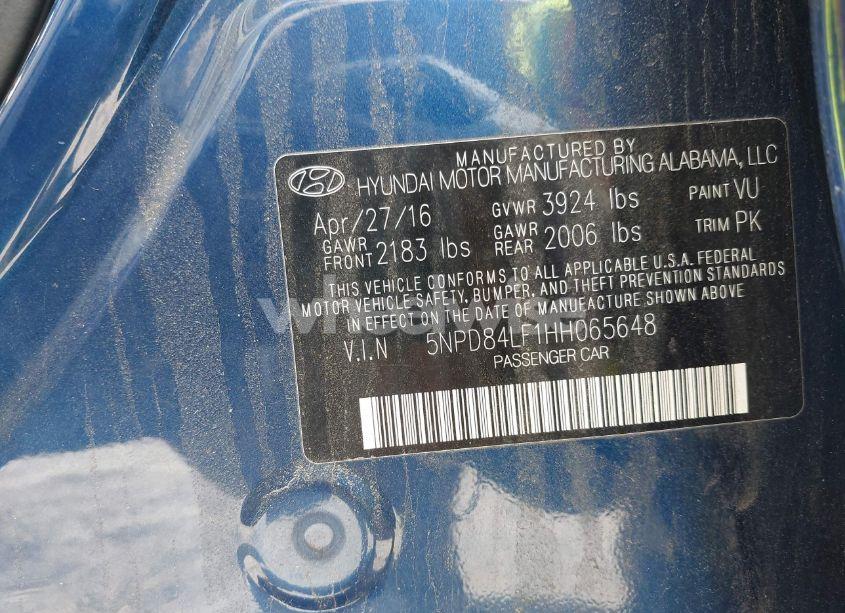 MANUFACTURED BY
HYUNDAI MOTOR MANUFACTURING ALABAMA, LLC
Apr/27/16 GVWR 3924 lbs PAINT VU
GAWR FRONT 2183 lbs GAWR REAR 2006 lbs TRIM PK
THIS VEHICLE CONFORMS TO ALL APPLICABLE U.S.A. FEDERAL
MOTOR VEHICLE SAFETY, BUMPER, AND THEFT PREVENTION STANDARDS
IN EFFECT ON THE DATE OF MANUFACTURE SHOWN ABOVE
V.I.N 5NPD84LF1HH065648
PASSENGER CAR